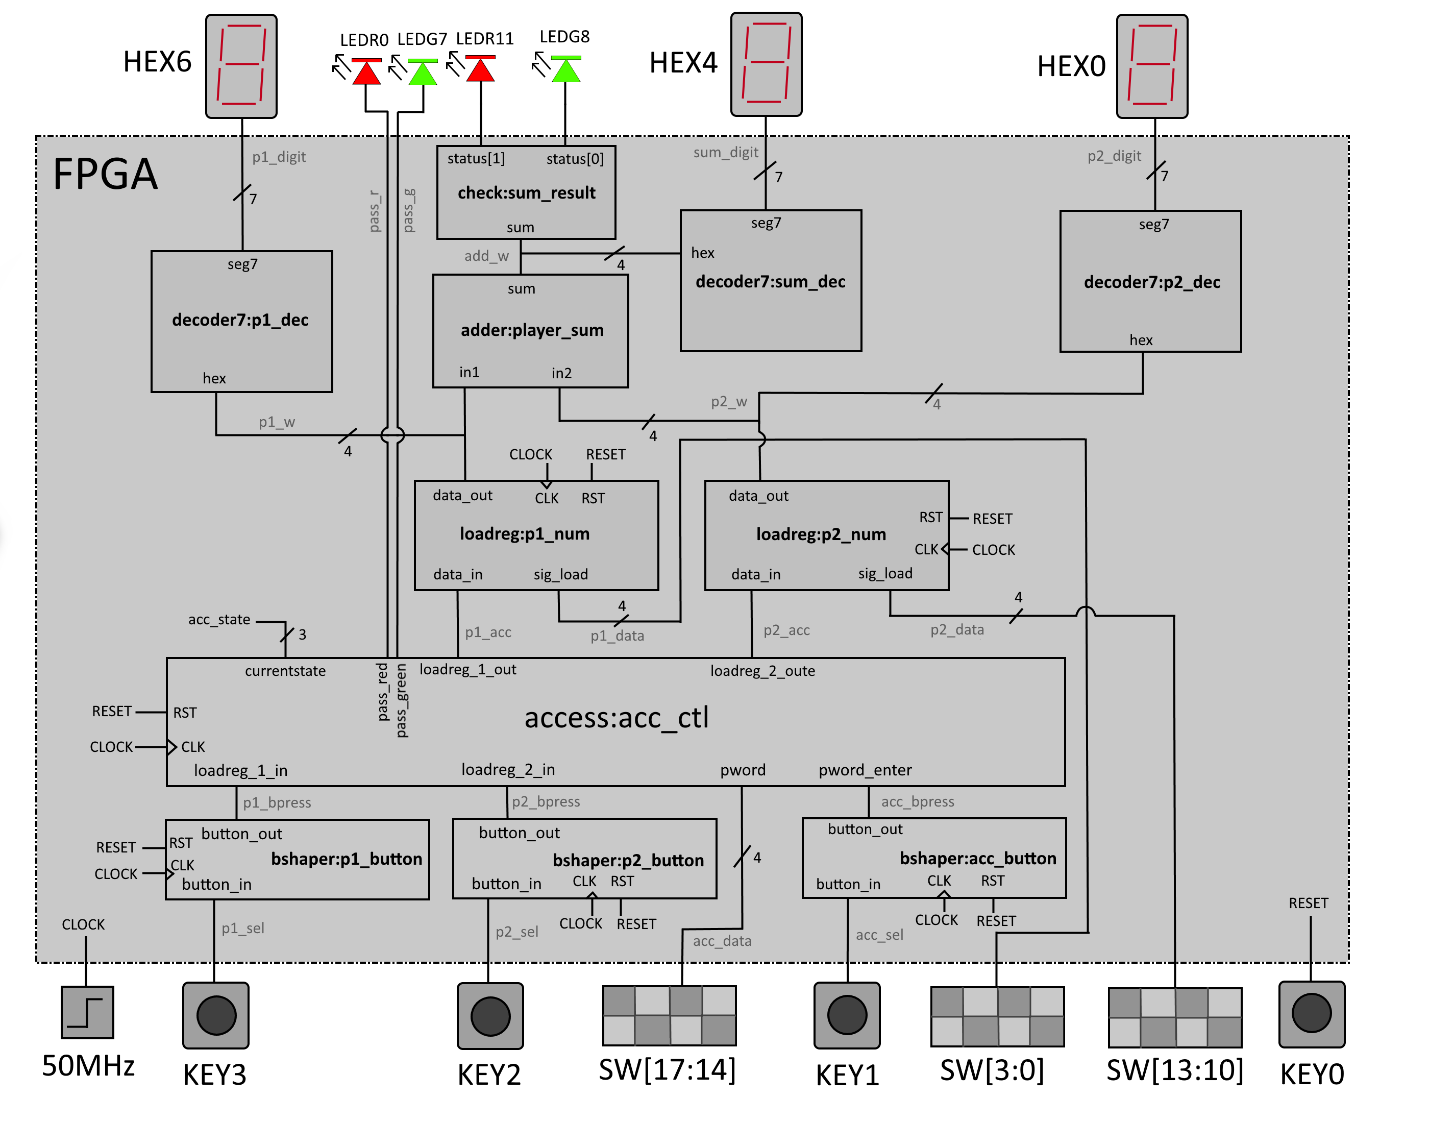 HEX6
LEDR0
LEDG7
LEDR11
LEDG8
HEX4
HEX0
FPGA
p1_digit
7
pass_r
pass_g
status[1]
status[0]
check:sum_result
sum
sum_digit
7
p2_digit
7
seg7
decoder7:p1_dec
hex
add_w
4
seg7
hex
decoder7:sum_dec
seg7
decoder7:p2_dec
hex
sum
adder:player_sum
in1
in2
p1_w
4
4
p2_w
4
CLOCK
RESET
data_out
CLK
RST
loadreg:p1_num
data_in
sig_load
data_out
RST
RESET
loadreg:p2_num
CLK
CLOCK
data_in
sig_load
acc_state
3
p1_acc
4
p1_data
p2_acc
p2_data
4
currentstate
pass_red
pass_green
loadreg_1_out
loadreg_2_oute
RESET
RST
CLOCK
CLK
access:acc_ctl
loadreg_1_in
loadreg_2_in
pword
pword_enter
p1_bpress
p2_bpress
acc_bpress
RESET
RST
button_out
CLOCK
CLK
bshaper:p1_button
button_in
button_out
bshaper:p2_button
button_in
CLK
RST
CLOCK
RESET
4
button_out
bshaper:acc_button
button_in
CLK
RST
CLOCK
RESET
CLOCK
p1_sel
p2_sel
acc_data
acc_sel
RESET
50MHz
KEY3
KEY2
SW[17:14]
KEY1
SW[3:0]
SW[13:10]
KEY0